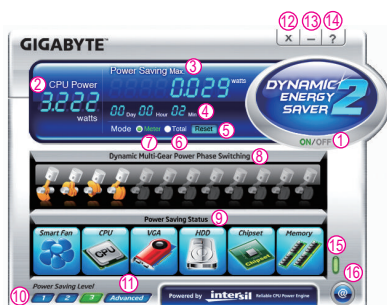 12 13 14
X – ?
GIGABYTE™
Power Saving Max 3
2 CPU Power
0.029 watts
3.222
watts
00 Day 00 Hour 02 Min 4
Mode Meter Total Reset 5
7 6
DYNAMIC
ENERGY
SAVER 2
ON/OFF 1
Dynamic Multi-Gear Power Phase Switching 8
Power Saving Status 9
Smart Fan CPU VGA HDD Chipset Memory
CPU Chipset
15
10 Power Saving Level 11
16
1 2 3 Advanced
Powered by intersil Reliable CPU Power Engine
@